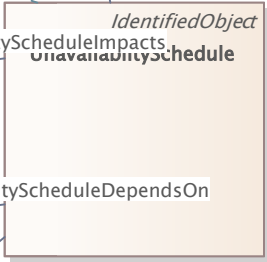 IdentifiedObject
tyScheduleImpacts
UnavailabilitySchedule
tyScheduleDependsOn